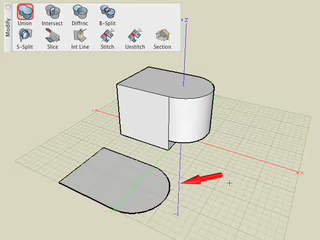 Modify
Union Intersect Diffrnc B-Split
S-Split Slice Int Line Stitch Unstitch Section
z
x